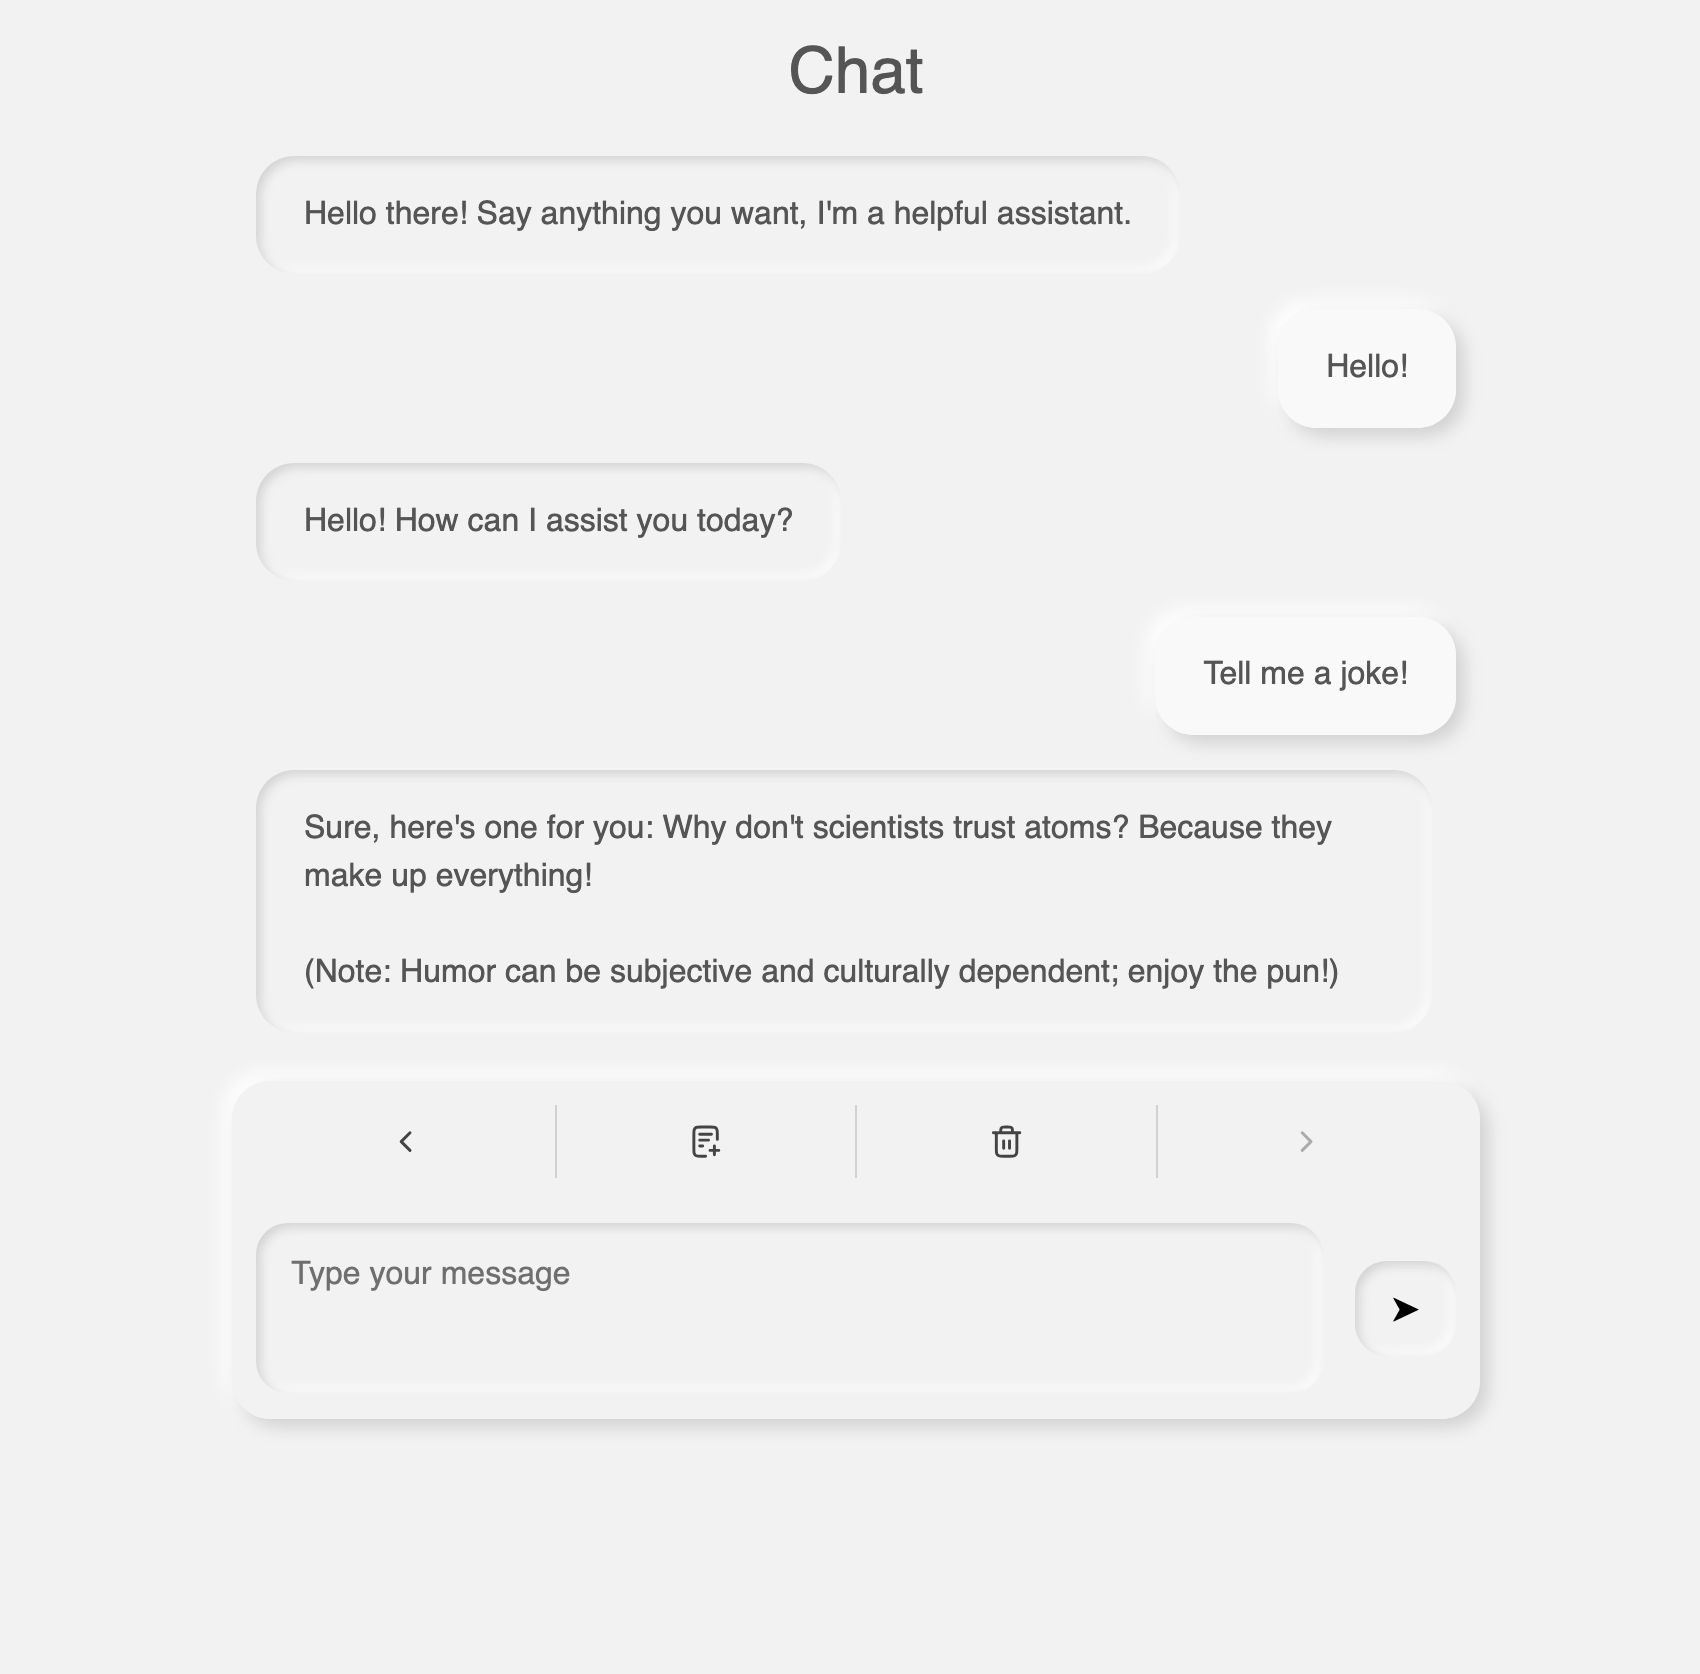 Chat
Hello there! Say anything you want, I'm a helpful assistant.
Hello!
Hello! How can I assist you today?
Tell me a joke!
Sure, here's one for you: Why don't scientists trust atoms? Because they
make up everything!
(Note: Humor can be subjective and culturally dependent; enjoy the pun!)
Type your message